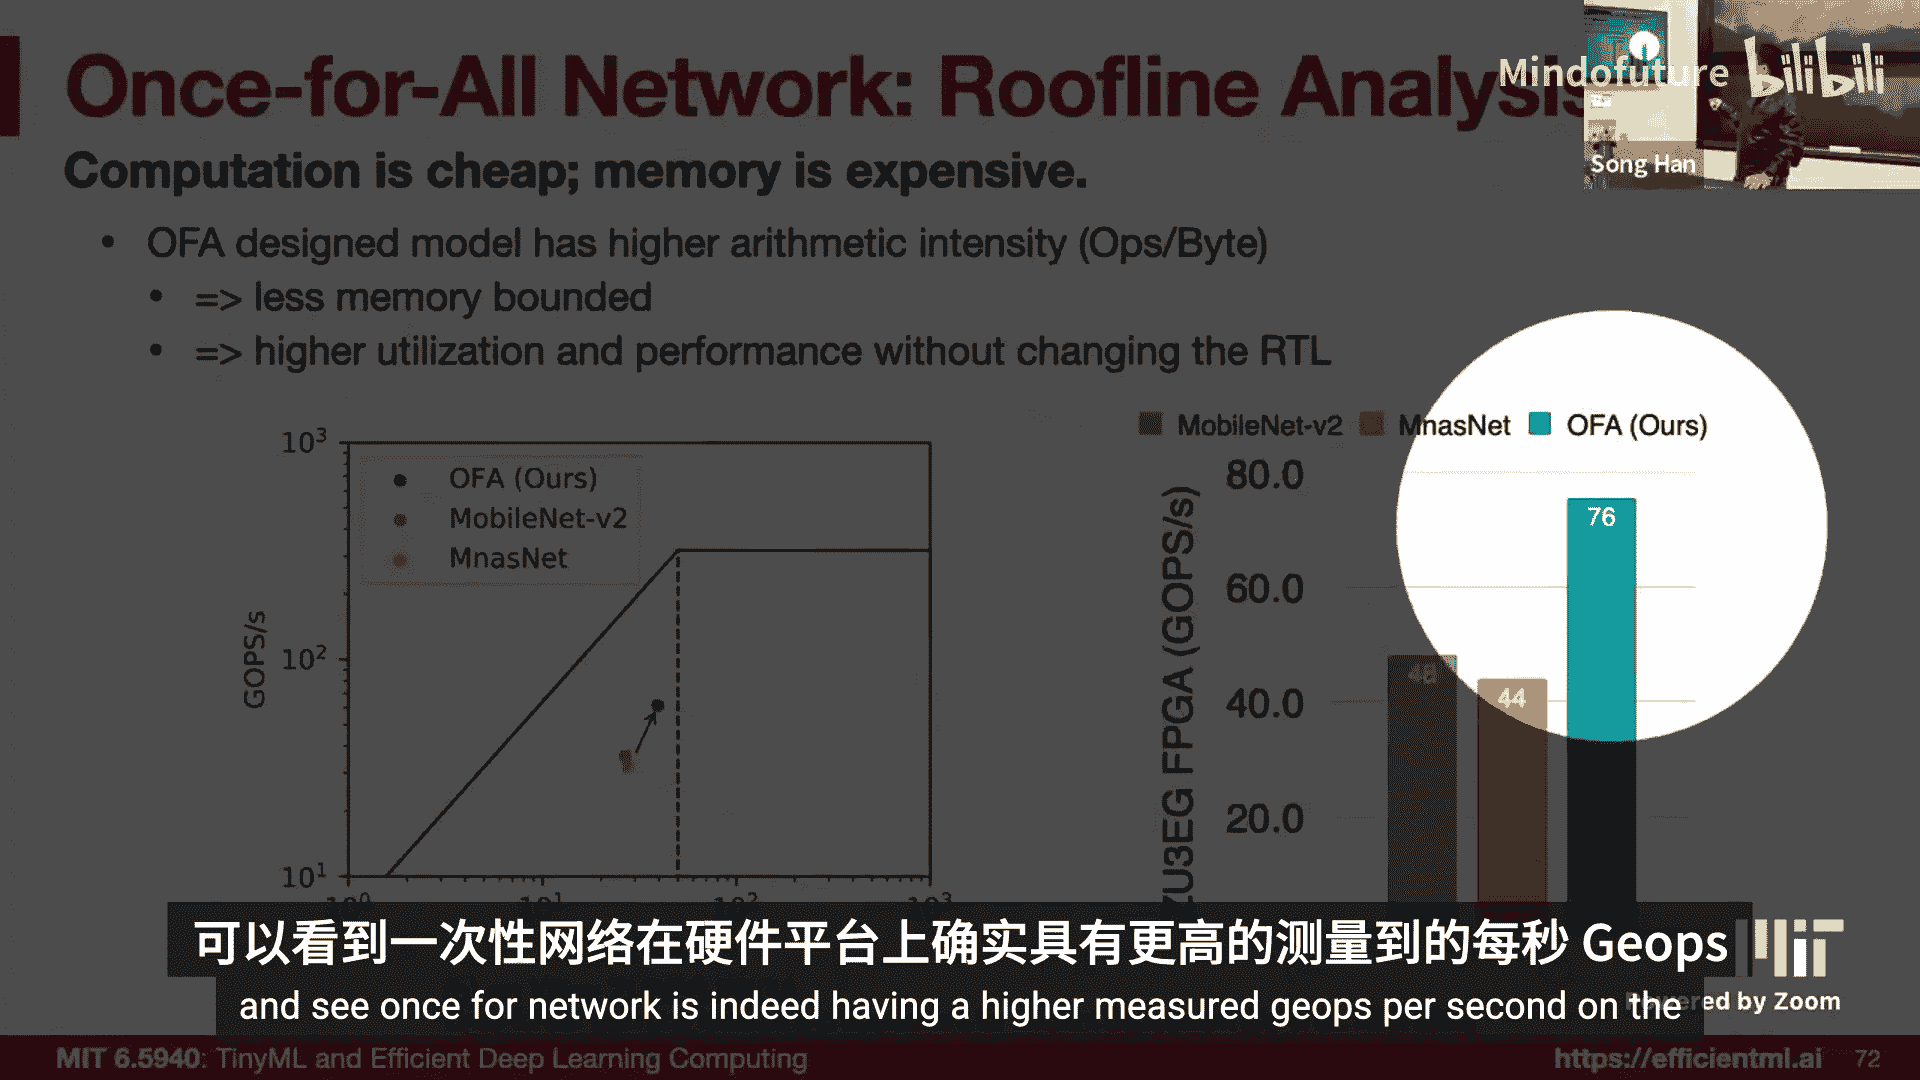 Once-for-All Network: Roofline Analysis
Mindofuture bilibili
Song Han
Computation is cheap; memory is expensive.
• OFA designed model has higher arithmetic intensity (Ops/Byte)
• => less memory bounded
• => higher utilization and performance without changing the RTL
10³
OFA (Ours)
MobileNet-v2
MnasNet
GOPS/s
10²
10¹
MobileNet-v2 MnasNet OFA (Ours)
ZU3EG FPGA (GOPS/s)
80.0
60.0
40.0
20.0
48
44
76
可以看到一次性网络在硬件平台上确实具有更高的测量到的每秒 Geops
and see once for network is indeed having a higher measured geops per second on the
MIT
Powered by Zoom
MIT 6.5940: TinyML and Efficient Deep Learning Computing
https://efficientml.ai 72